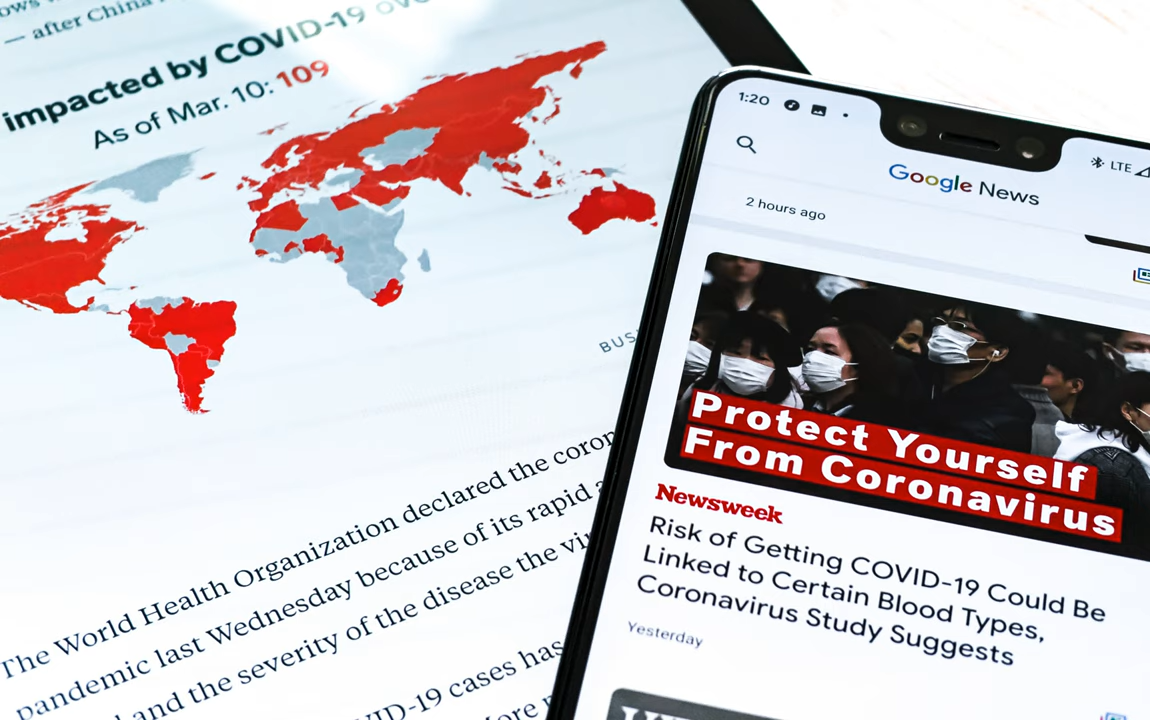 — after China
impacted by COVID-19 over
As of Mar. 10: 109
The World Health Organization declared the coron
pandemic last Wednesday because of its rapid a
and the severity of the disease the vir
VID-19 cases has
1:20
LTE
Google News
2 hours ago
Protect Yourself
From Coronavirus
Newsweek
Risk of Getting COVID-19 Could Be
Linked to Certain Blood Types,
Coronavirus Study Suggests
Yesterday